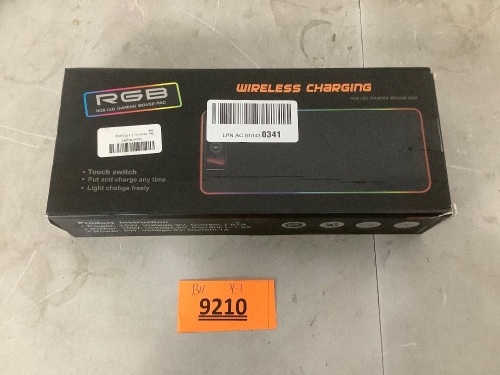 RGB
RGB LED GAMING MOUSE PAD
WIRELESS CHARGING
RGB LED GAMING MOUSE PAD
LPN AC 01043 0341
• Touch switch
• Put and charge any time
• Light change freely
Product Instruction
9210